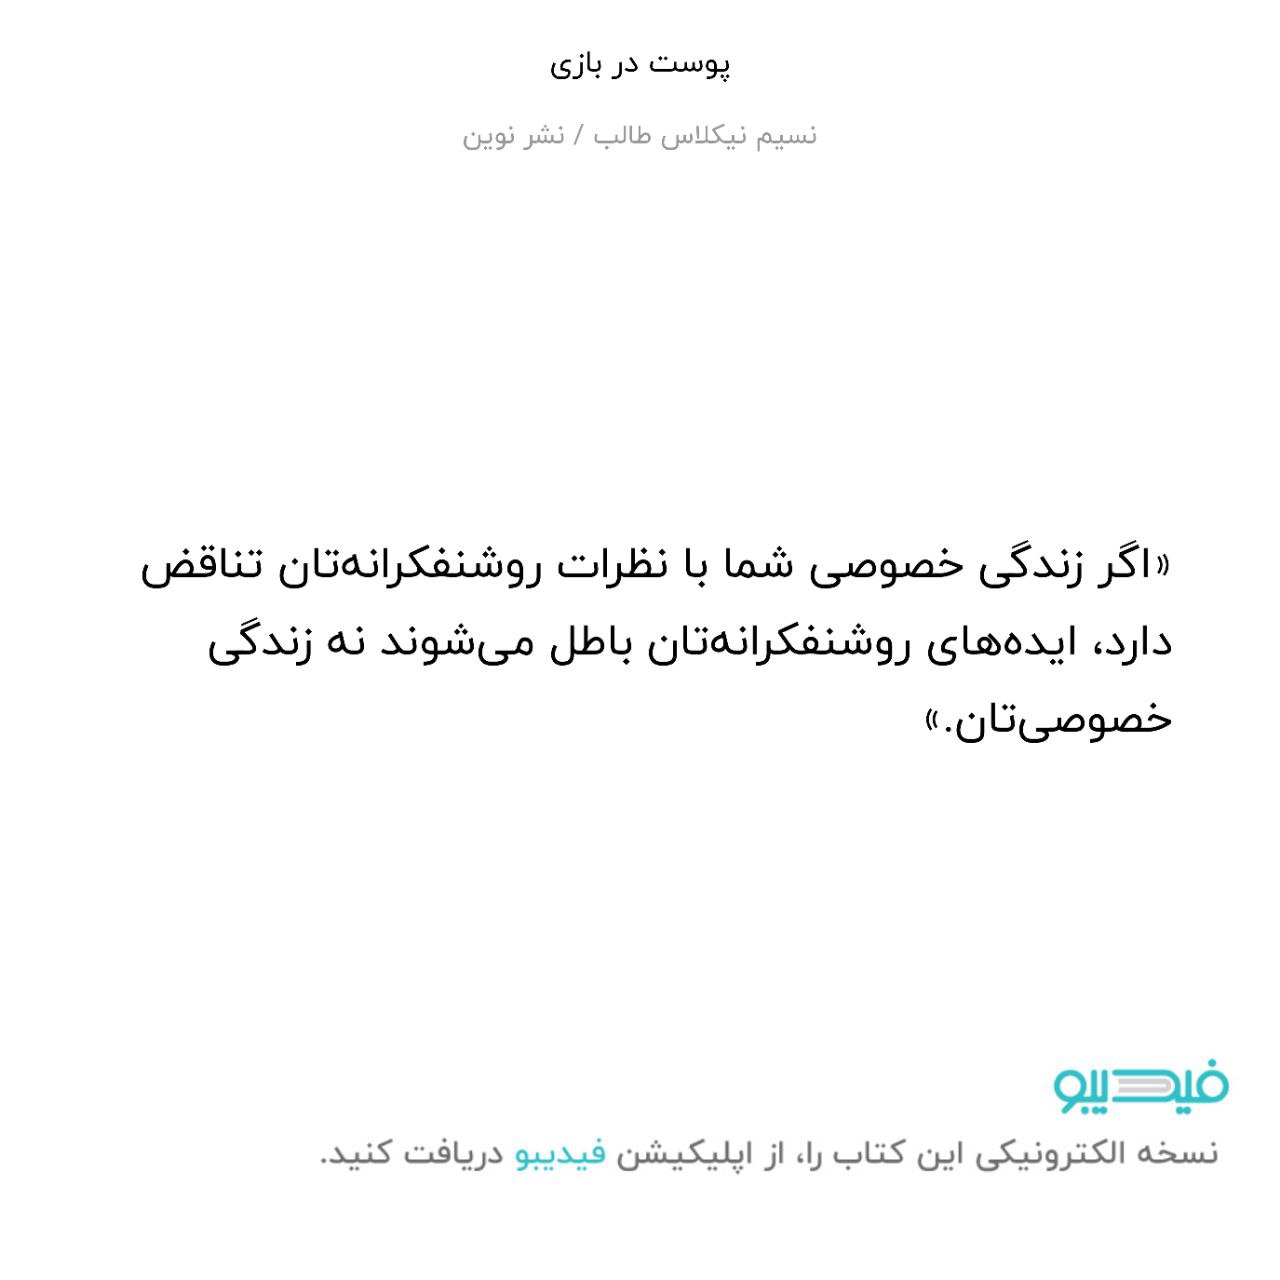 پوست در بازی
نسیم نیکلاس طالب / نشر نوین
«اگر زندگی خصوصی شما با نظرات روشنفکرانه‌تان تناقض
دارد، ایده‌های روشنفکرانه‌تان باطل می‌شوند نه زندگی
خصوصی‌تان.»
فیدیبو
نسخه الکترونیکی این کتاب را، از اپلیکیشن فیدیبو دریافت کنید.